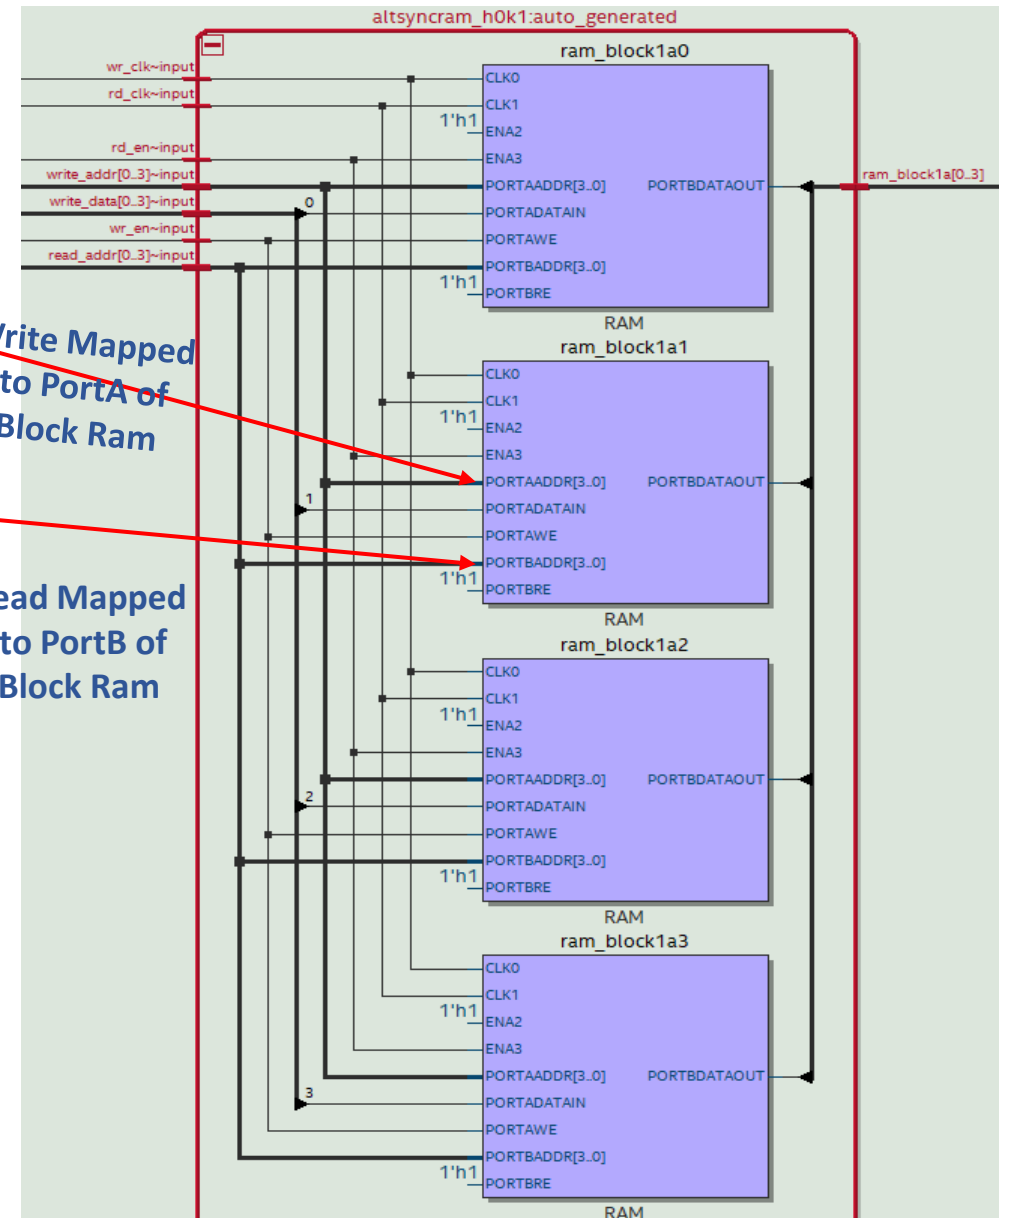 altsyncram_h0k1:auto_generated
ram_block1a0
wr_clk~input
CLK0
rd_clk~input
CLK1
1'h1
ENA2
rd_en~input
ENA3
write_addr[0..3]~input
PORTAADDR[3..0]
PORTBDATAOUT
ram_block1a[0..3]
write_data[0..3]~input
0
PORTADATAIN
wr_en~input
PORTAWE
read_addr[0..3]~input
PORTBADDR[3..0]
1'h1
PORTBRE
RAM
rite Mapped
to PortA of
Block Ram
ram_block1a1
CLK0
CLK1
1'h1
ENA2
ENA3
PORTAADDR[3..0]
PORTBDATAOUT
1
PORTADATAIN
PORTAWE
PORTBADDR[3..0]
1'h1
PORTBRE
RAM
ead Mapped
to PortB of
Block Ram
ram_block1a2
CLK0
CLK1
1'h1
ENA2
ENA3
PORTAADDR[3..0]
PORTBDATAOUT
2
PORTADATAIN
PORTAWE
PORTBADDR[3..0]
1'h1
PORTBRE
RAM
ram_block1a3
CLK0
CLK1
1'h1
ENA2
ENA3
PORTAADDR[3..0]
PORTBDATAOUT
3
PORTADATAIN
PORTAWE
PORTBADDR[3..0]
1'h1
PORTBRE
RAM